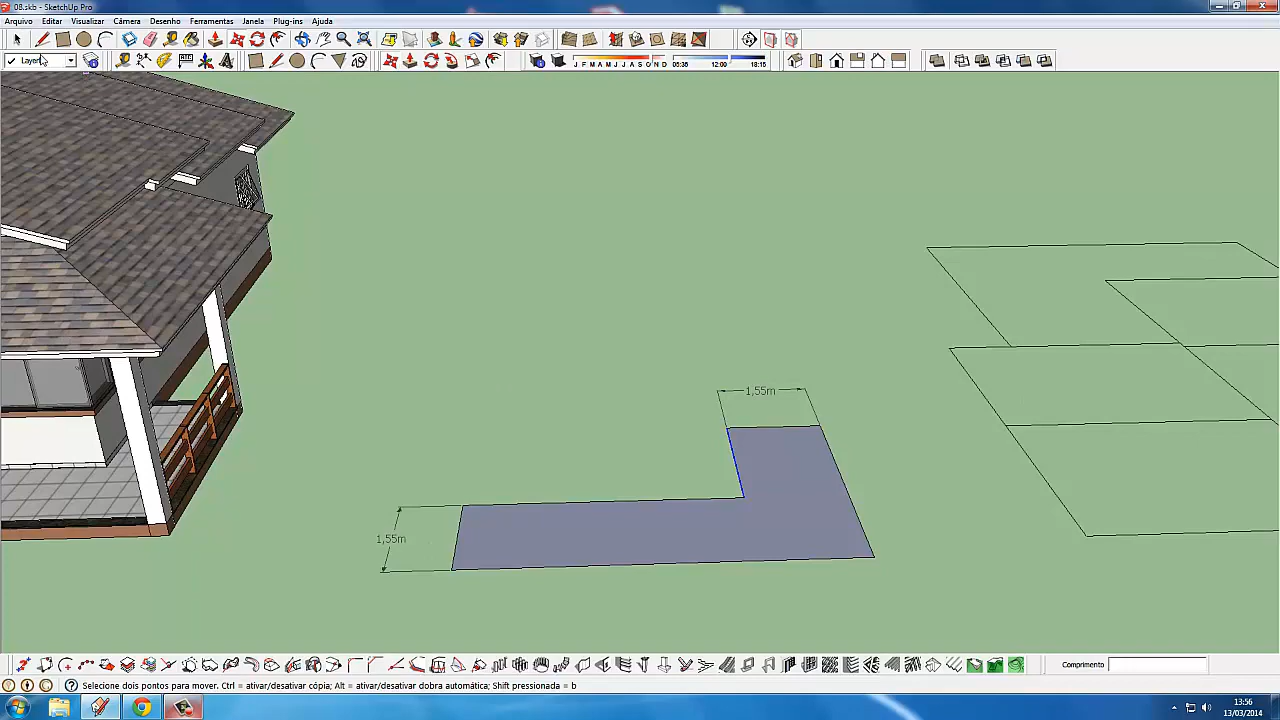 08.skb - SketchUp Pro
Arquivo Editar Visualizar Câmera Desenho Ferramentas Janela Plug-ins Ajuda
Layer0
J F M A M J J A S O N D 06:36 12:00 18:15
1,55m
1,55m
Comprimento
Selecione dois pontos para mover. Ctrl = ativar/desativar cópia; Alt = ativar/desativar dobra automática; Shift pressionada = b
13:56
13/03/2014